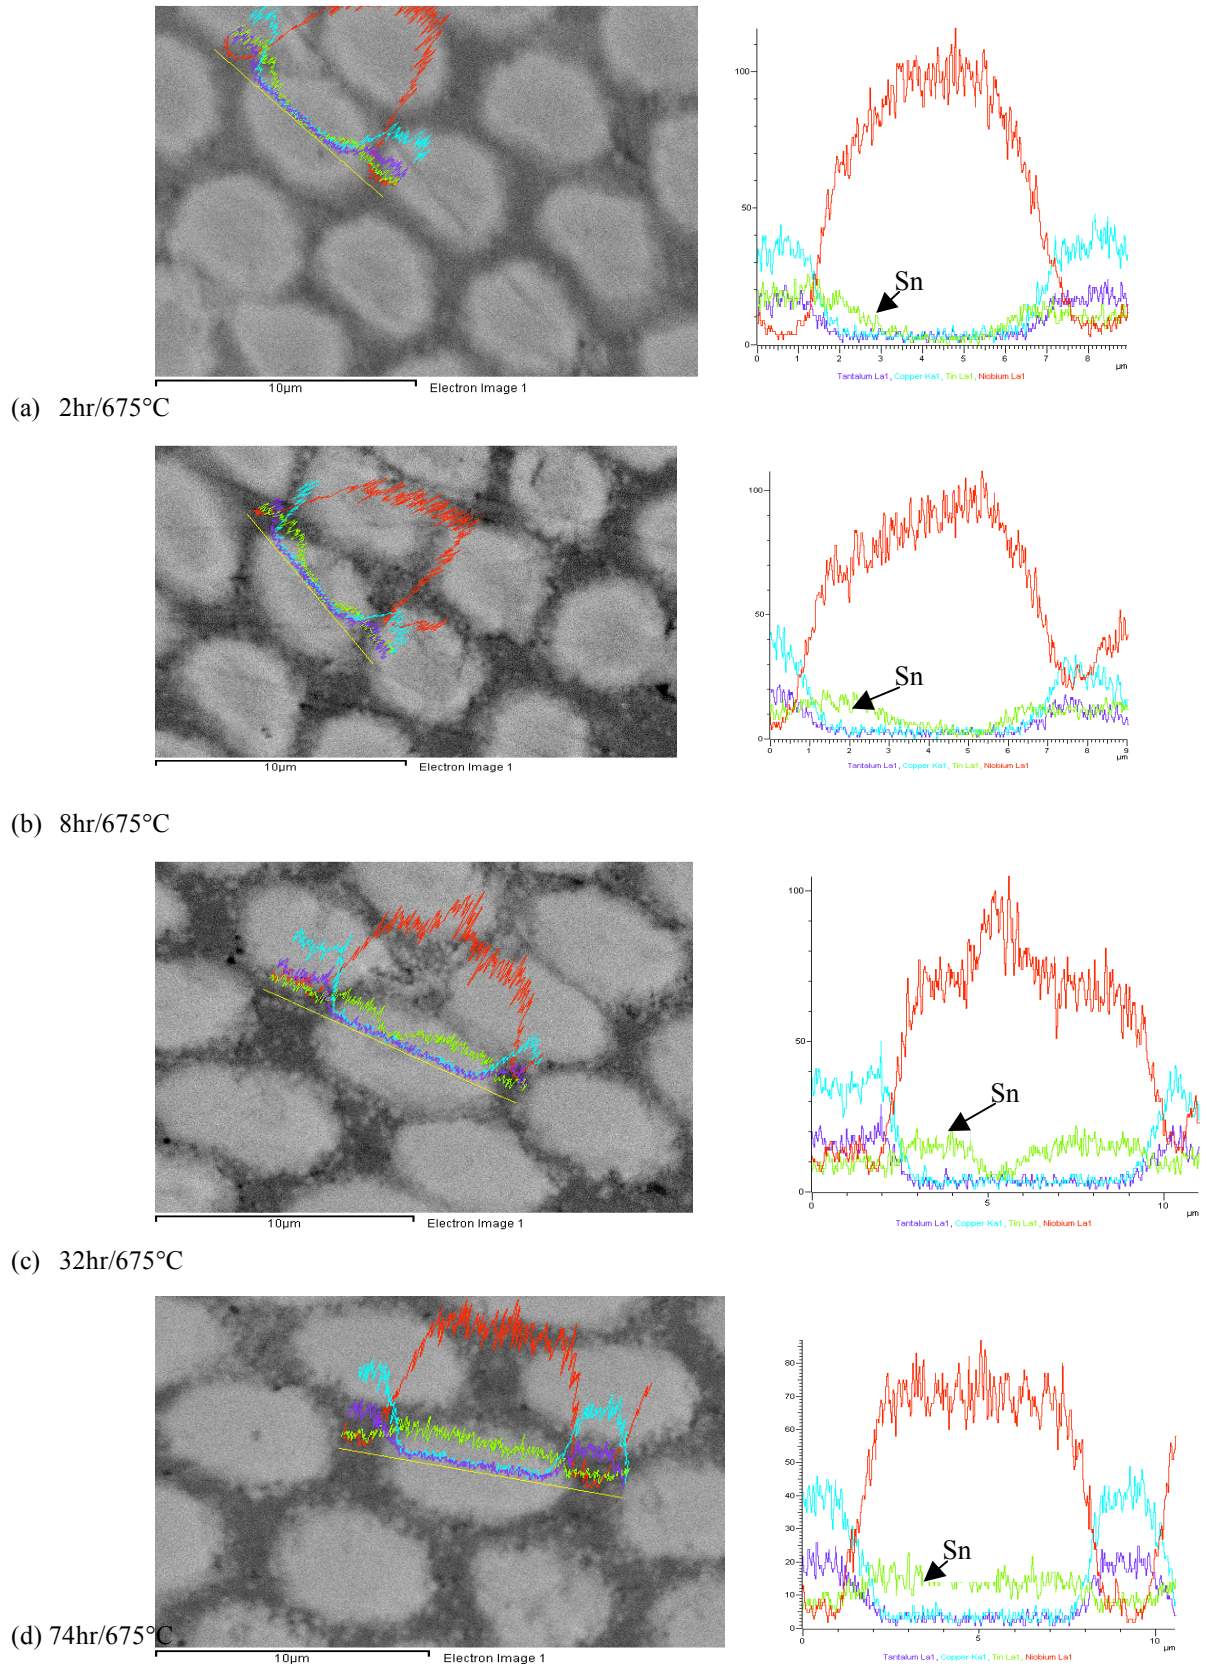 100
50
0
Sn
0 1 2 3 4 5 6 7 8
µm
Tantalum La1, Copper Ka1, Tin La1, Niobium La1
10µm Electron Image 1
(a) 2hr/675°C
100
50
0
Sn
0 1 2 3 4 5 6 7 8 9
µm
Tantalum La1, Copper Ka1, Tin La1, Niobium La1
10µm Electron Image 1
(b) 8hr/675°C
100
50
0
Sn
0 5 10
µm
Tantalum La1, Copper Ka1, Tin La1, Niobium La1
10µm Electron Image 1
(c) 32hr/675°C
80
70
60
50
40
30
20
10
0
Sn
0 5 10
µm
Tantalum La1, Copper Ka1, Tin La1, Niobium La1
(d) 74hr/675°C
10µm Electron Image 1